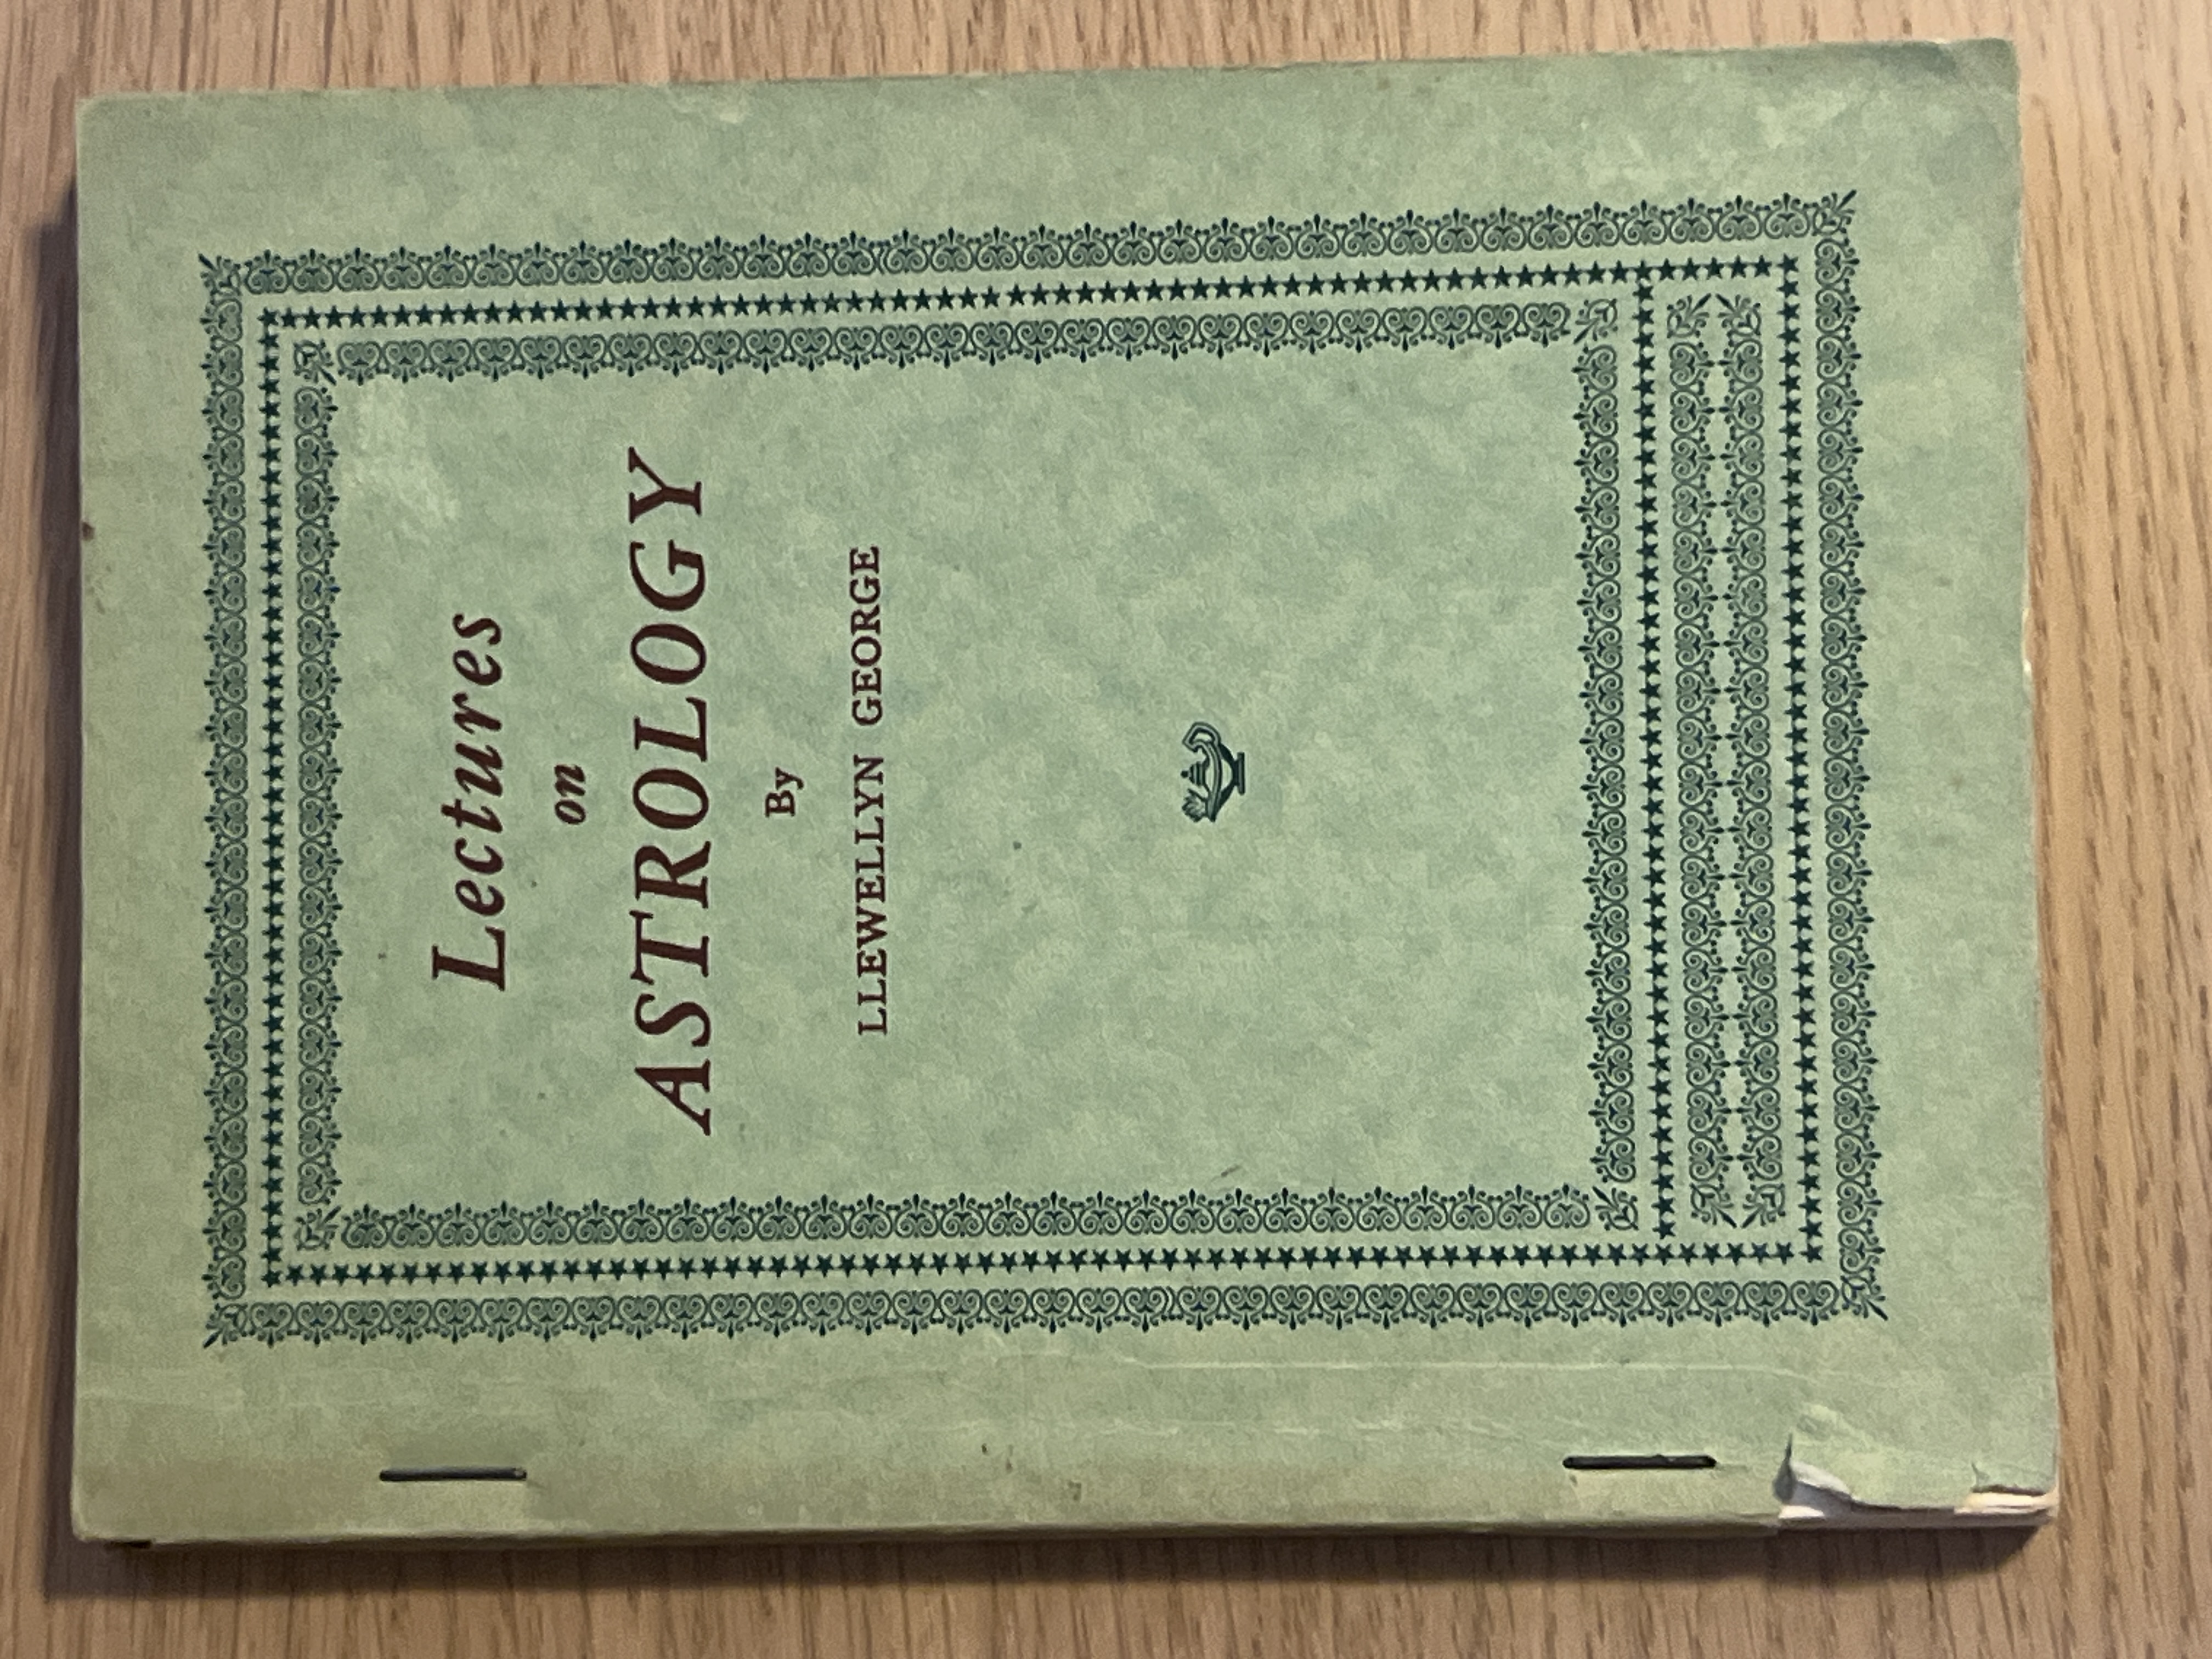 Lectures
on
ASTROLOGY
By
LLEWELLYN GEORGE